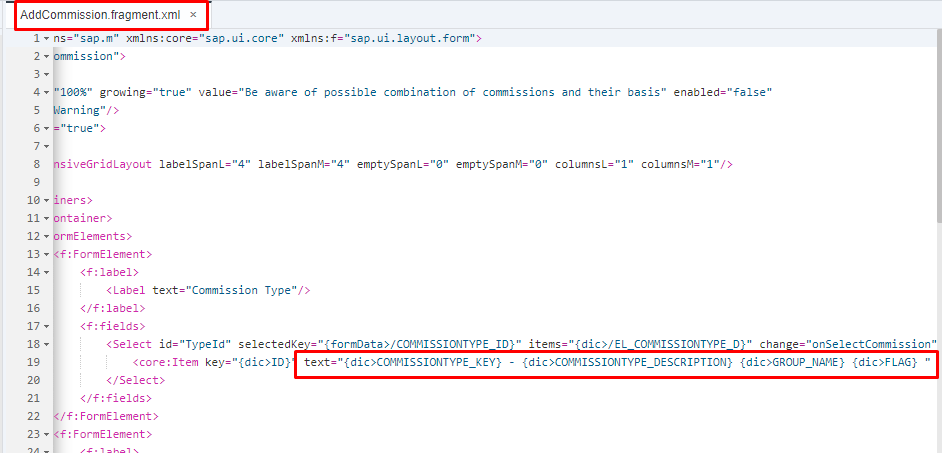 AddCommission.fragment.xml ×
1 ns="sap.m" xmlns:core="sap.ui.core" xmlns:f="sap.ui.layout.form">
2 ommission">
3
4 "100%" growing="true" value="Be aware of possible combination of commissions and their basis" enabled="false"
5 Warning"/>
6 ="true">
7
8 nsiveGridLayout labelSpanL="4" labelSpanM="4" emptySpanL="0" emptySpanM="0" columnsL="1" columnsM="1"/>
9
10 iners>
11 ontainer>
12 ormElements>
13 <f:FormElement>
14 <f:label>
15 <Label text="Commission Type"/>
16 </f:label>
17 <f:fields>
18 <Select id="TypeId" selectedKey="{formData>/COMMISSIONTYPE_ID}" items="{dic>/EL_COMMISSIONTYPE_D}" change="onSelectCommission"
19 <core:Item key="{dic>ID}" text="{dic>COMMISSIONTYPE_KEY} - {dic>COMMISSIONTYPE_DESCRIPTION} {dic>GROUP_NAME} {dic>FLAG} "
20 </Select>
21 </f:fields>
22 </f:FormElement>
23 <f:FormElement>
24 <f:label>